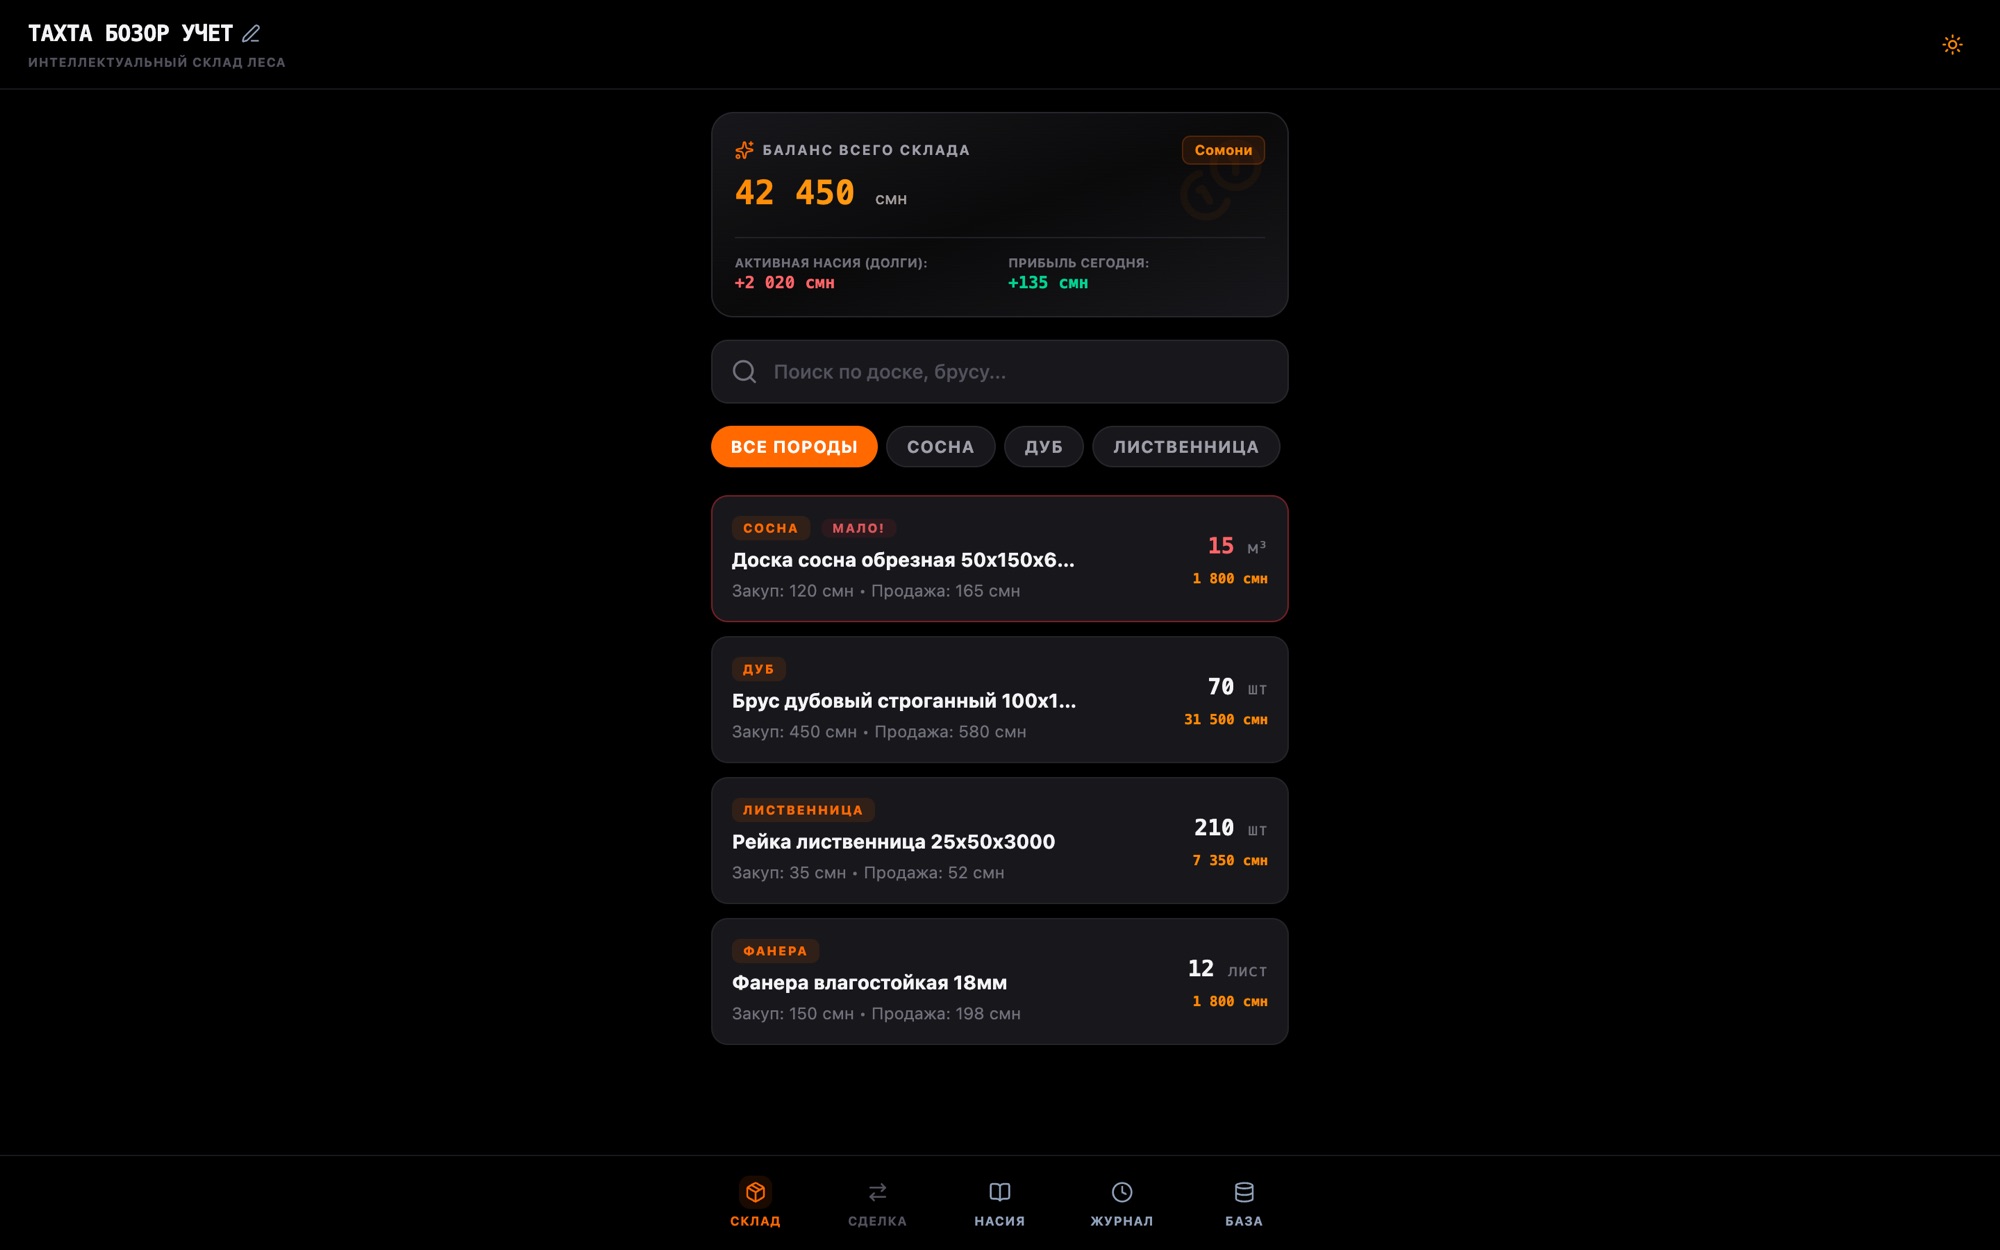 ТАХТА БОЗОР УЧЕТ
ИНТЕЛЛЕКТУАЛЬНЫЙ СКЛАД ЛЕСА
БАЛАНС ВСЕГО СКЛАДА
Сомони
42 450 СМН
АКТИВНАЯ НАСИЯ (ДОЛГИ):
+2 020 смн
ПРИБЫЛЬ СЕГОДНЯ:
+135 смн
Поиск по доске, брусу...
ВСЕ ПОРОДЫ
СОСНА
ДУБ
ЛИСТВЕННИЦА
СОСНА
МАЛО!
Доска сосна обрезная 50х150х6...
Закуп: 120 смн • Продажа: 165 смн
15 м³
1 800 смн
ДУБ
Брус дубовый строганный 100х1...
Закуп: 450 смн • Продажа: 580 смн
70 шт
31 500 смн
ЛИСТВЕННИЦА
Рейка лиственница 25х50х3000
Закуп: 35 смн • Продажа: 52 смн
210 шт
7 350 смн
ФАНЕРА
Фанера влагостойкая 18мм
Закуп: 150 смн • Продажа: 198 смн
12 лист
1 800 смн
СКЛАД
СДЕЛКА
НАСИЯ
ЖУРНАЛ
БАЗА